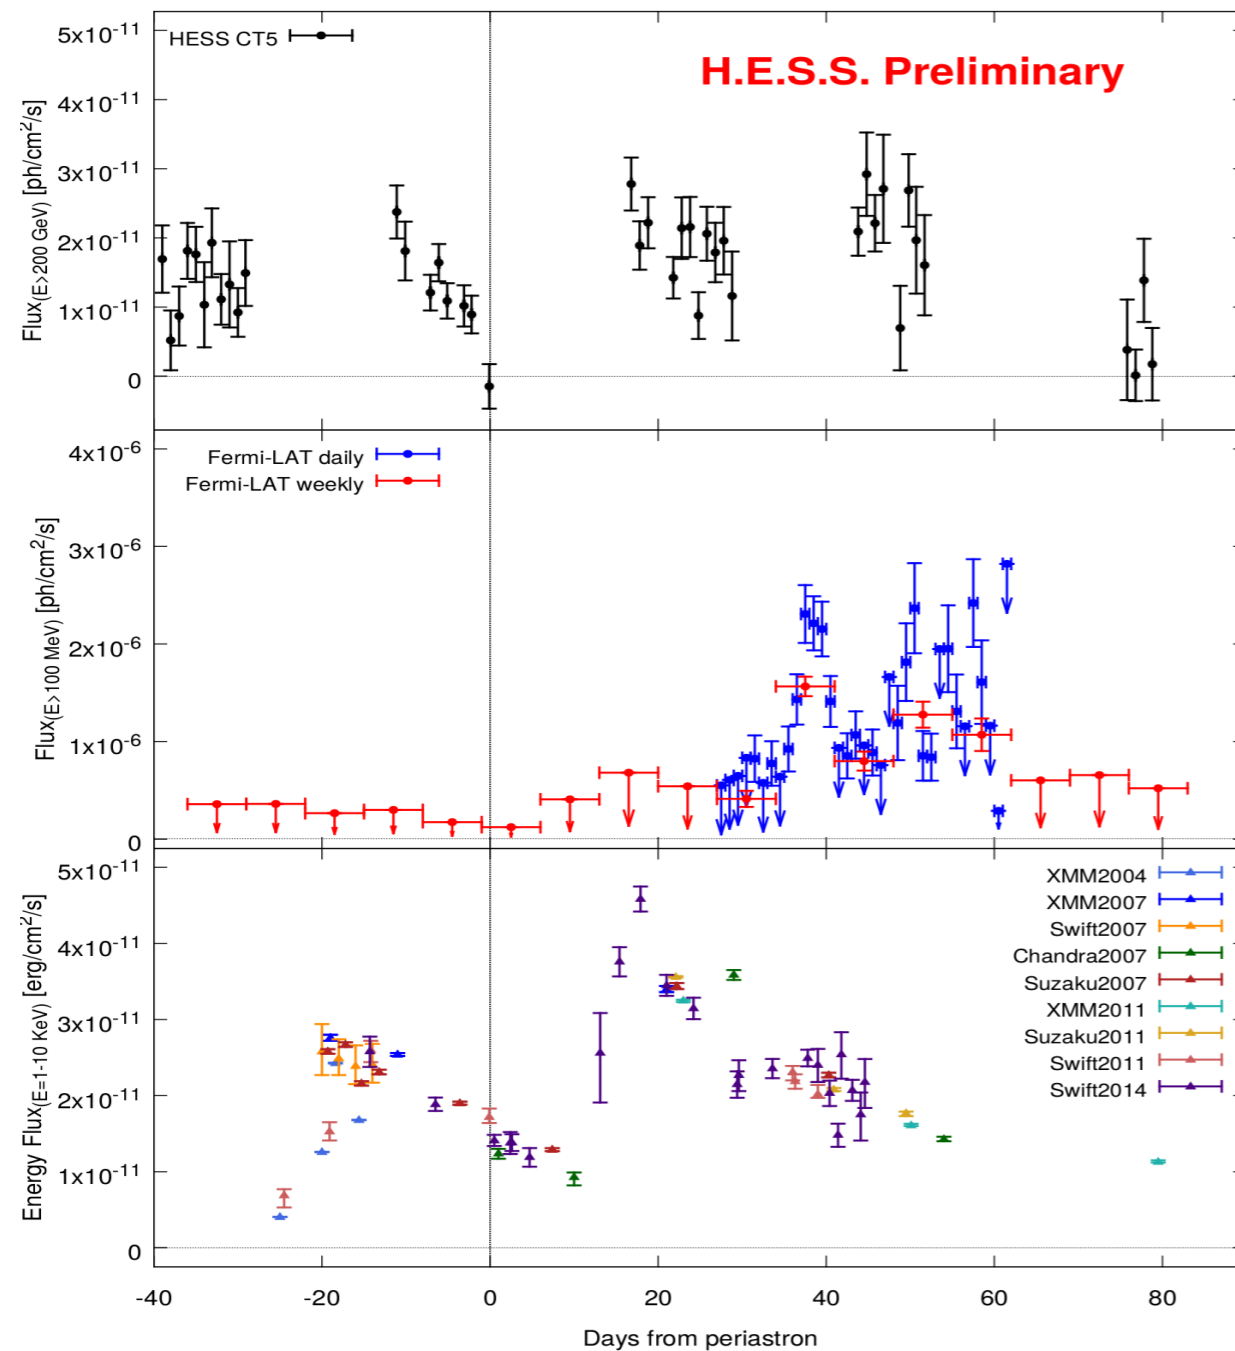 H.E.S.S. Preliminary
HESS CT5
Flux(E>200 GeV) [ph/cm²/s]
5x10⁻¹¹
4x10⁻¹¹
3x10⁻¹¹
2x10⁻¹¹
1x10⁻¹¹
0
Fermi-LAT daily
Fermi-LAT weekly
Flux(E>100 MeV) [ph/cm²/s]
4x10⁻⁶
3x10⁻⁶
2x10⁻⁶
1x10⁻⁶
0
XMM2004
XMM2007
Swift2007
Chandra2007
Suzaku2007
XMM2011
Suzaku2011
Swift2011
Swift2014
Energy Flux(E=1-10 KeV) [erg/cm²/s]
5x10⁻¹¹
4x10⁻¹¹
3x10⁻¹¹
2x10⁻¹¹
1x10⁻¹¹
0
-40 -20 0 20 40 60 80
Days from periastron